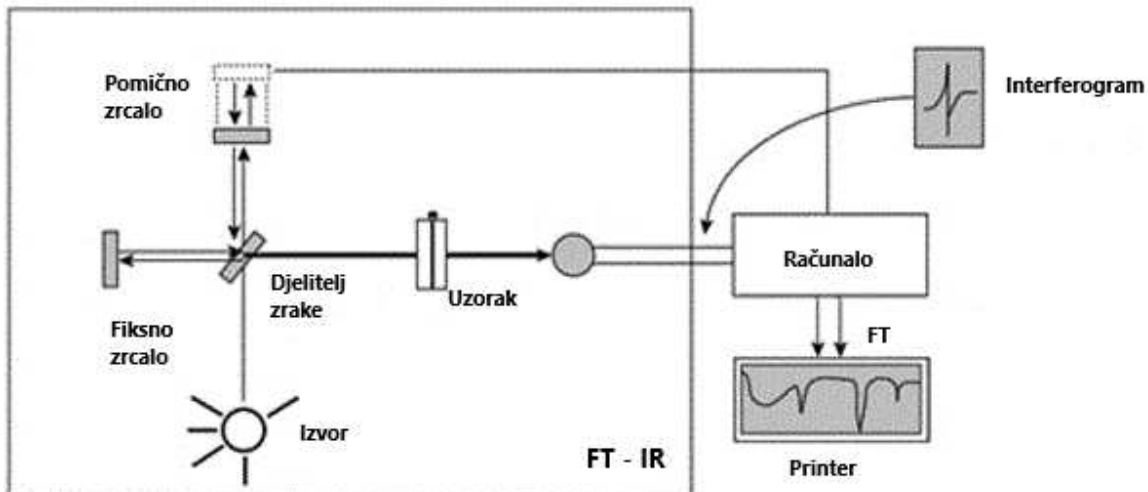 Pomično
zrcalo
Interferogram
Računalo
Djelitelj
zrake
Uzorak
Fiksno
zrcalo
FT
Izvor
FT - IR
Printer